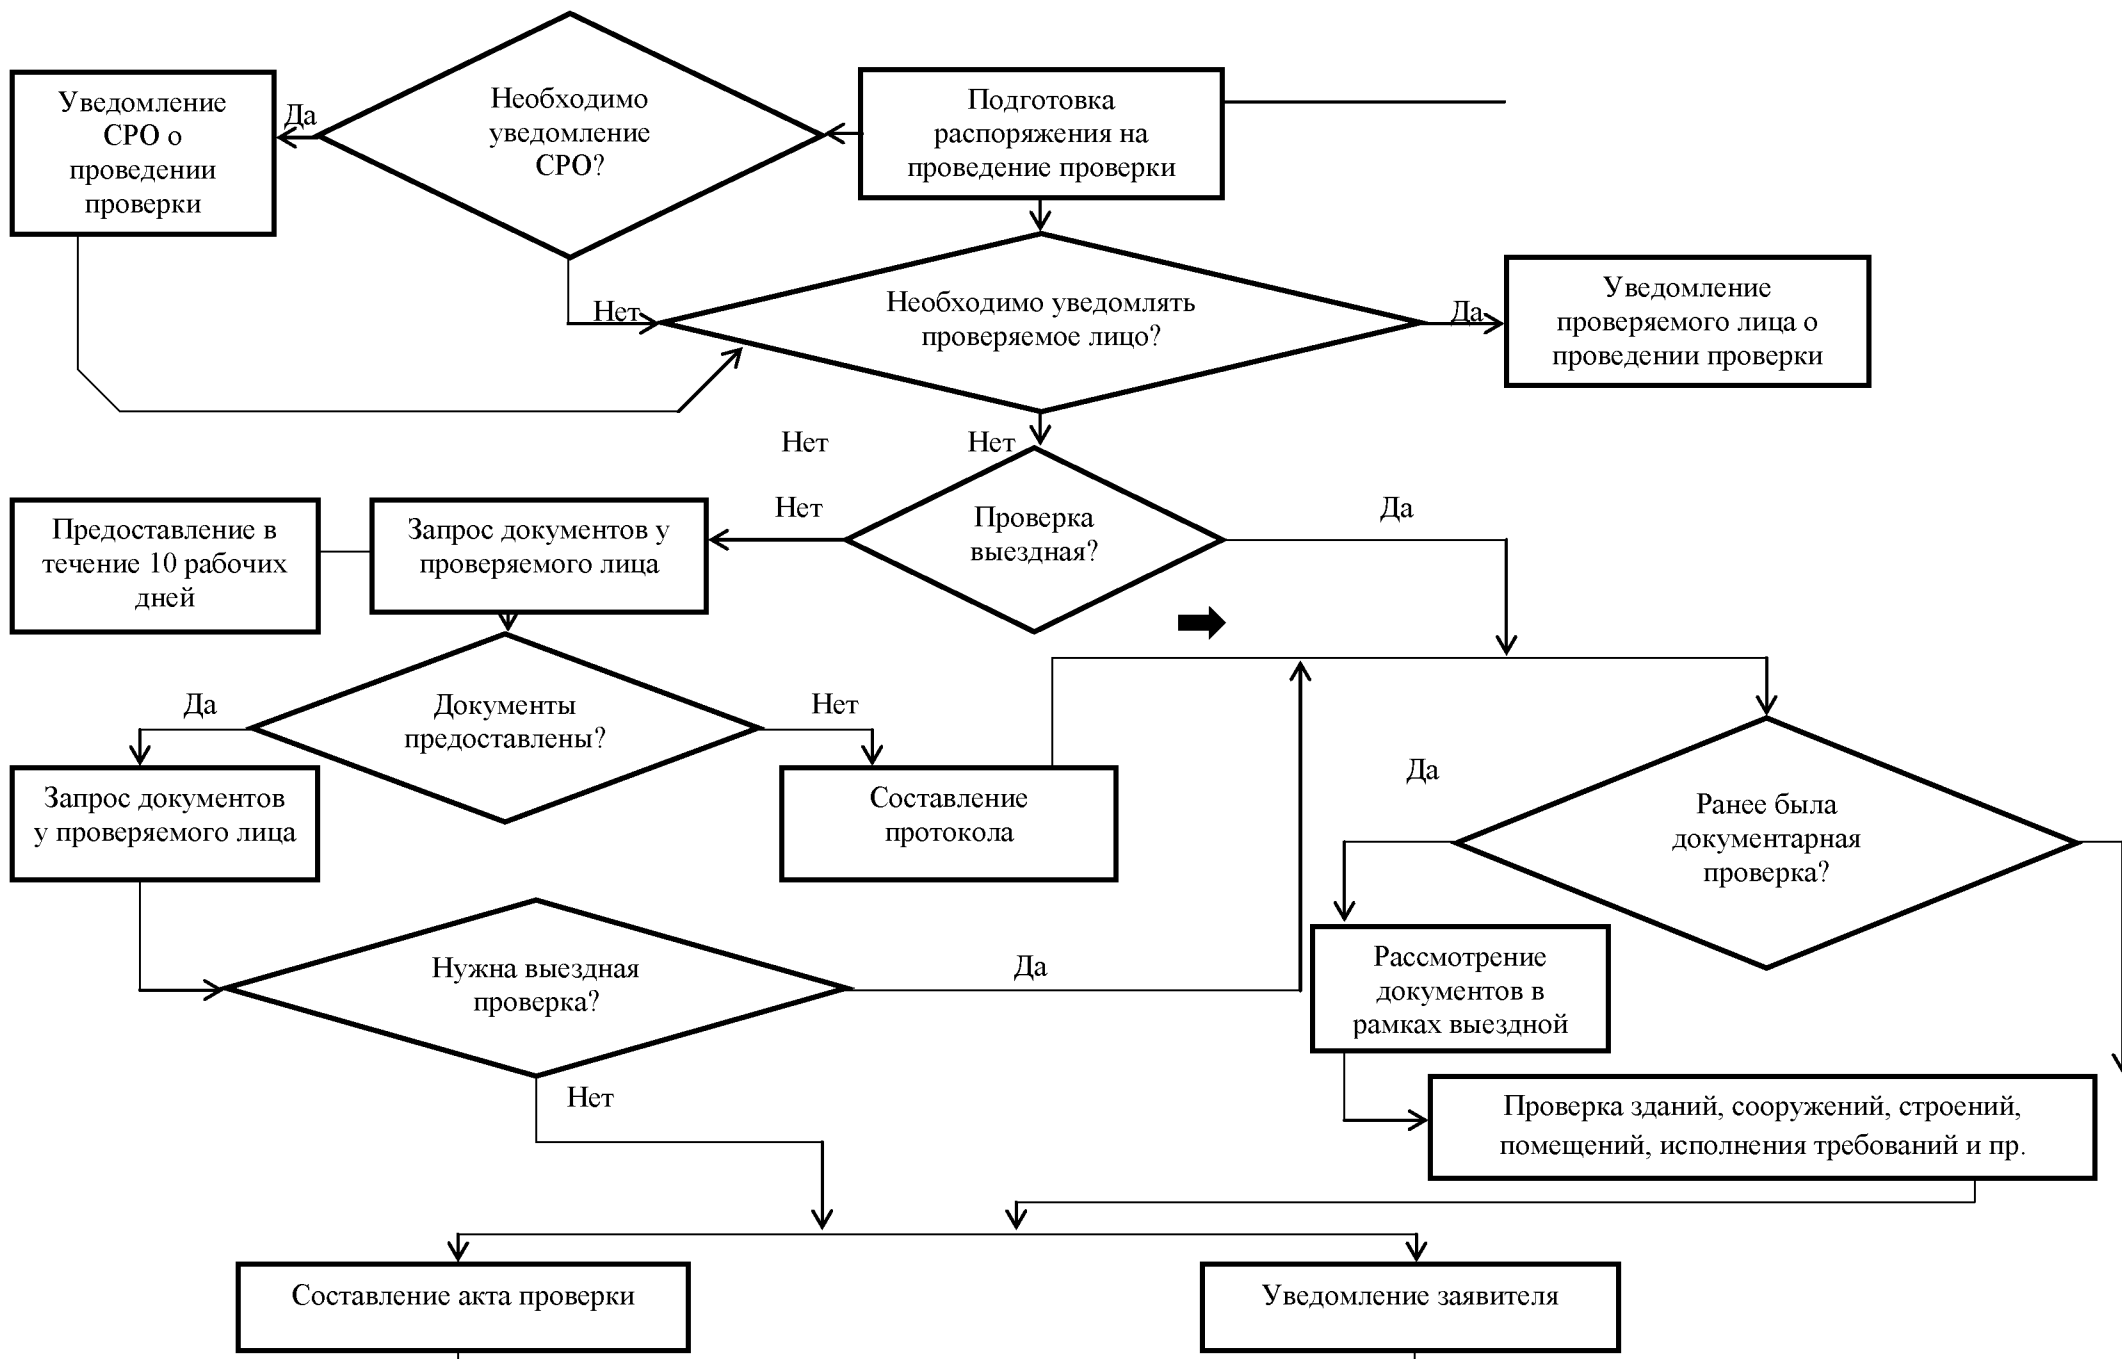 Уведомление
СРО о
проведении
проверки
Да
Необходимо
уведомление
СРО?
Подготовка
распоряжения на
проведение проверки
Нет
Необходимо уведомлять
проверяемое лицо?
Да
Уведомление
проверяемого лица о
проведении проверки
Нет
Нет
Предоставление в
течение 10 рабочих
дней
Запрос документов у
проверяемого лица
Нет
Проверка
выездная?
Да
Да
Документы
предоставлены?
Нет
Запрос документов
у проверяемого лица
Составление
протокола
Да
Ранее была
документарная
проверка?
Нужна выездная
проверка?
Да
Рассмотрение
документов в
рамках выездной
Нет
Проверка зданий, сооружений, строений,
помещений, исполнения требований и пр.
Составление акта проверки
Уведомление заявителя